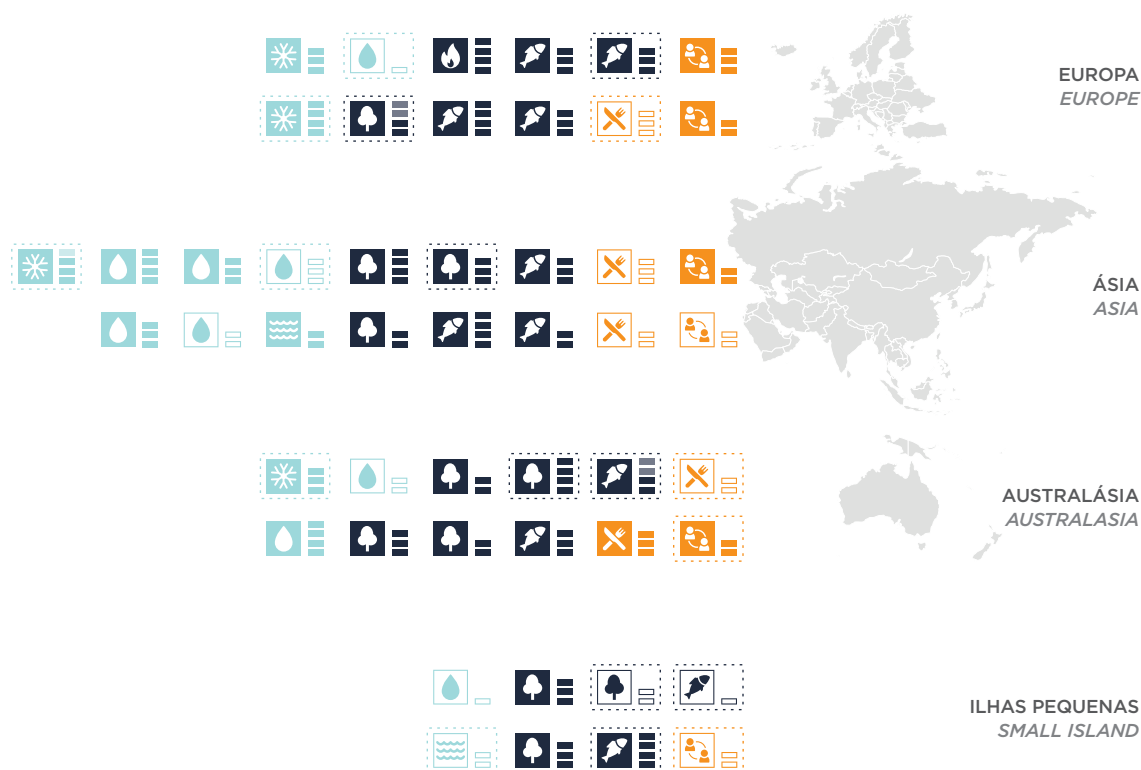 EUROPA
EUROPE
ÁSIA
ASIA
AUSTRALÁSIA
AUSTRALASIA
ILHAS PEQUENAS
SMALL ISLAND